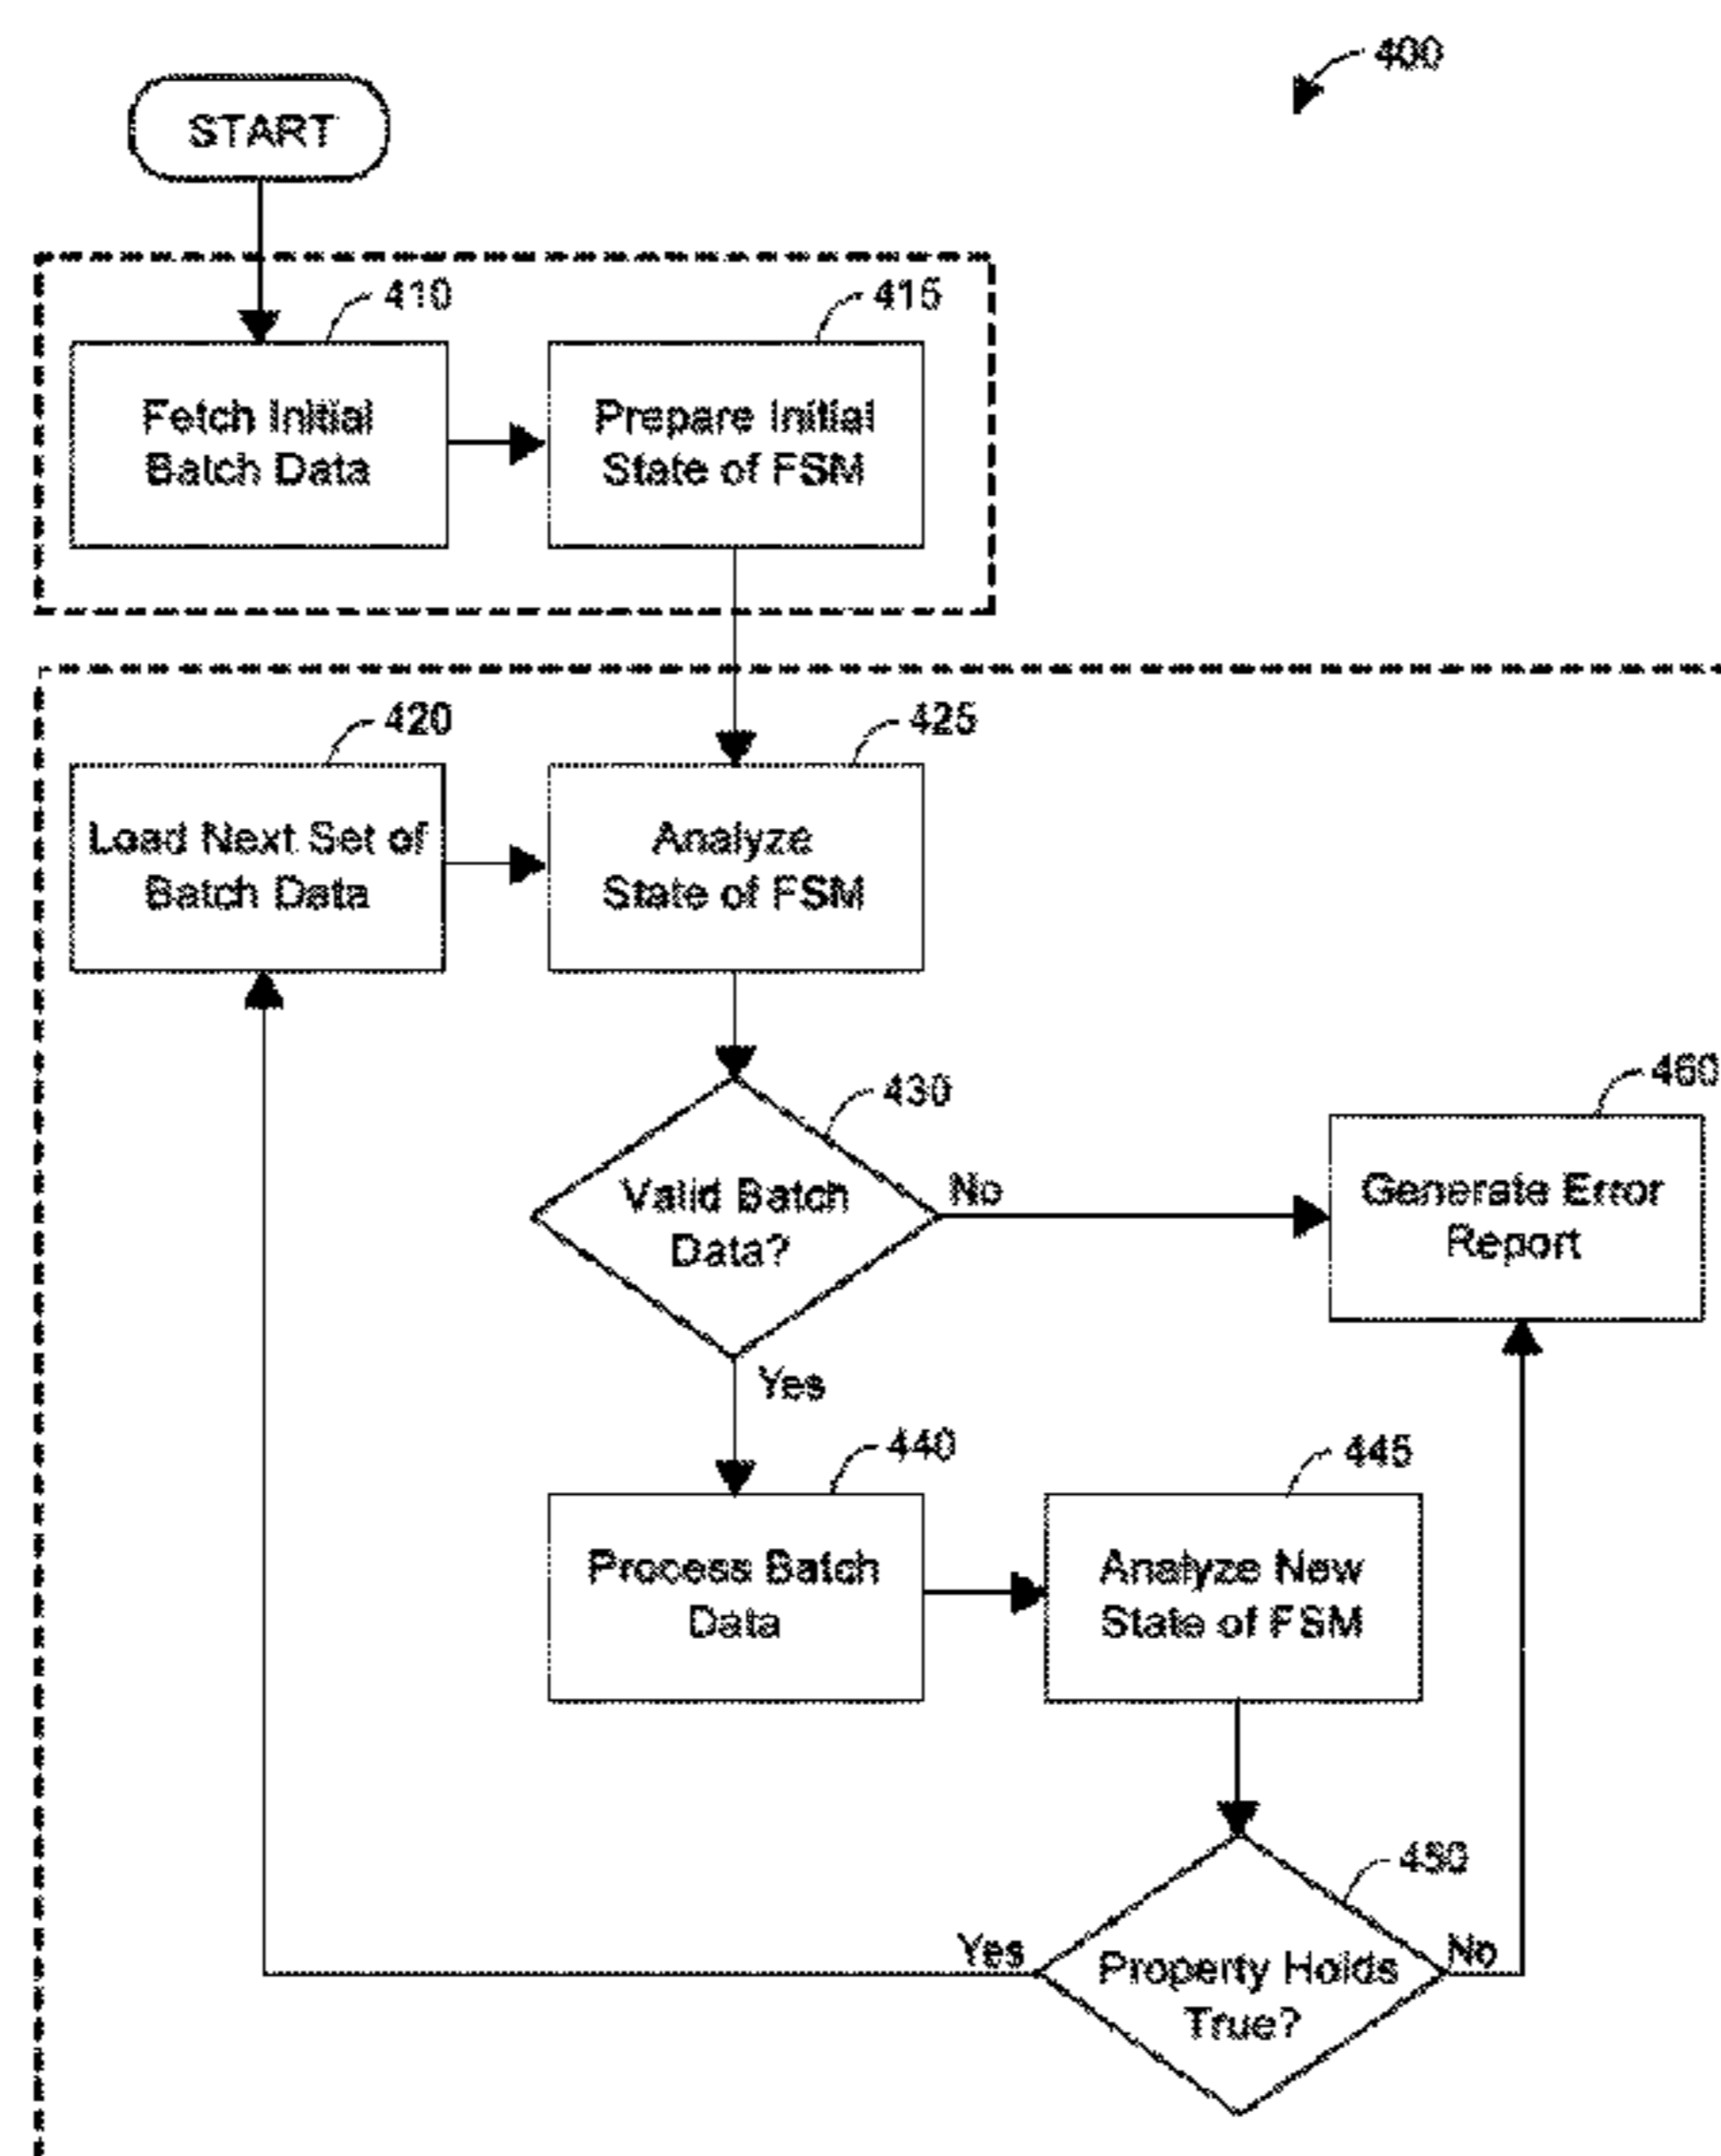 400
START
410
415
Fetch Initial
Batch Data
Prepare Initial
State of FSM
420
425
Load Next Set of
Batch Data
Analyze
State of FSM
430
460
Valid Batch
Data?
No
Generate Error
Report
Yes
440
445
Process Batch
Data
Analyze New
State of FSM
450
Yes
Property Holds
True?
No